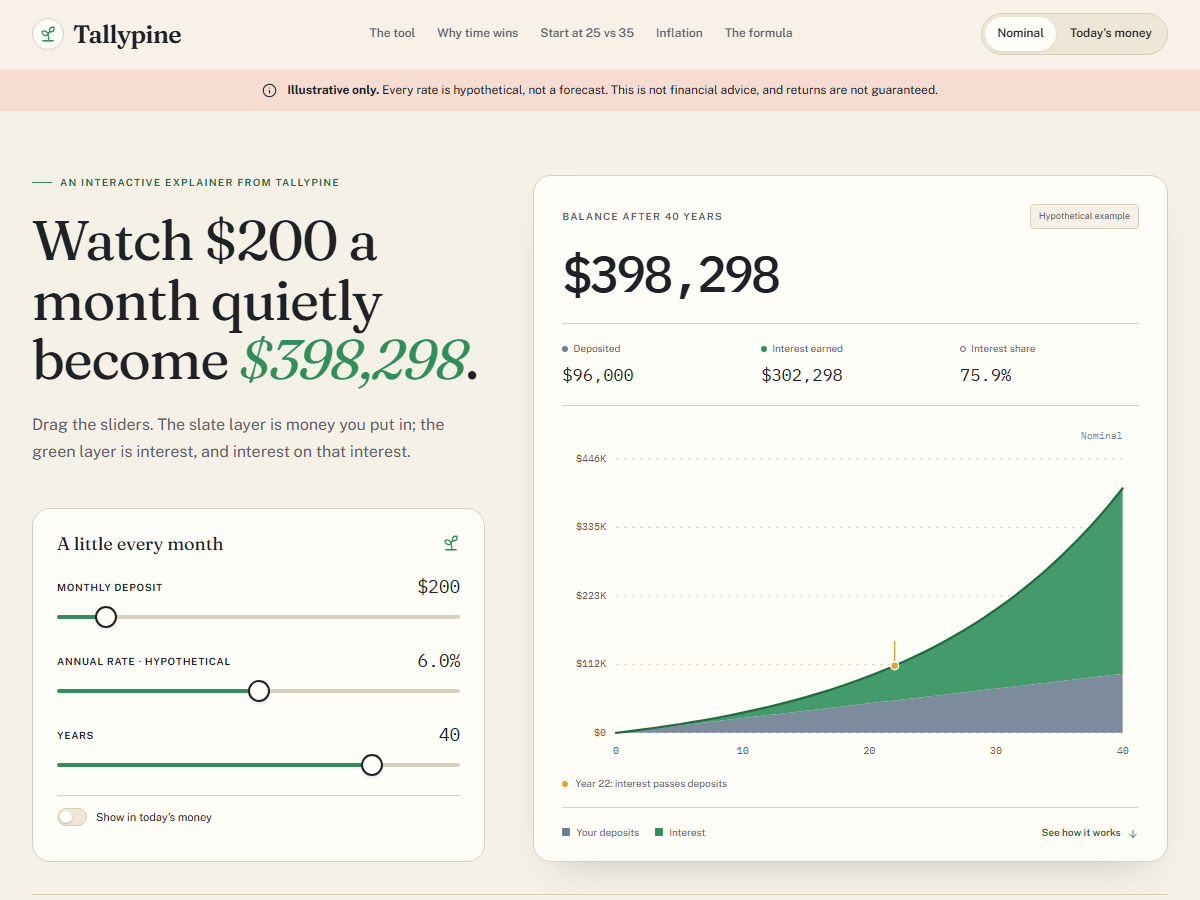 Tallypine
The tool
Why time wins
Start at 25 vs 35
Inflation
The formula
Nominal
Today's money
Illustrative only. Every rate is hypothetical, not a forecast. This is not financial advice, and returns are not guaranteed.
AN INTERACTIVE EXPLAINER FROM TALLYPINE
Watch $200 a
month quietly
become $398,298.
Drag the sliders. The slate layer is money you put in; the
green layer is interest, and interest on that interest.
A little every month
MONTHLY DEPOSIT
$200
ANNUAL RATE · HYPOTHETICAL
6.0%
YEARS
40
Show in today's money
BALANCE AFTER 40 YEARS
Hypothetical example
$398,298
Deposited
$96,000
Interest earned
$302,298
Interest share
75.9%
Nominal
$446K
$335K
$223K
$112K
$0
0
10
20
30
40
Year 22: interest passes deposits
Your deposits
Interest
See how it works